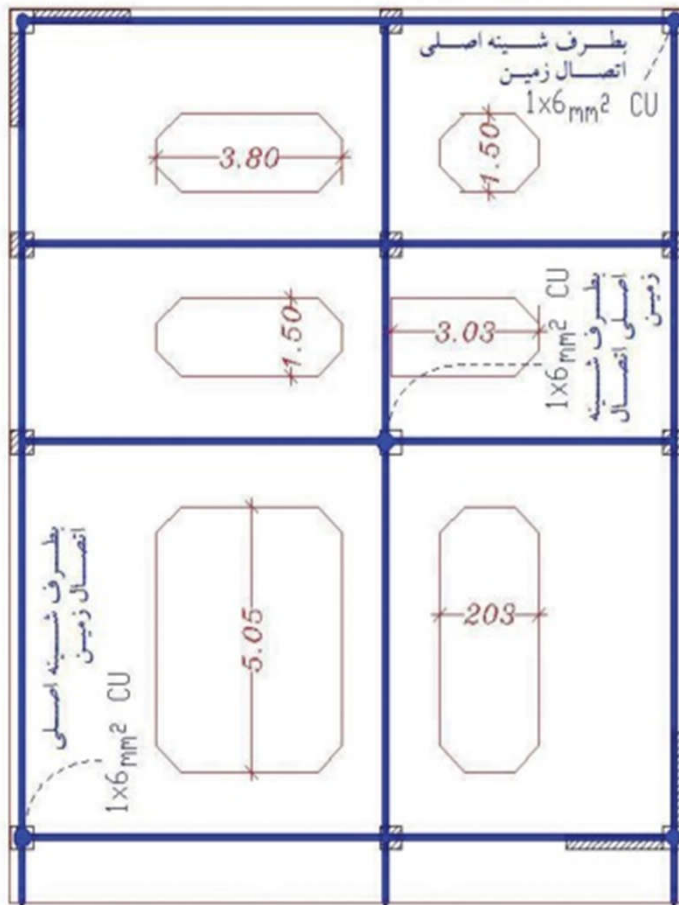 بطرف شینه اصلی
اتصال زمین
1x6mm² CU
3.80
1.50
1.50
3.03
بطرف شینه
اصلی اتصال
زمین
1x6mm² CU
بطرف شینه اصلی
اتصال زمین
1x6mm² CU
5.05
203